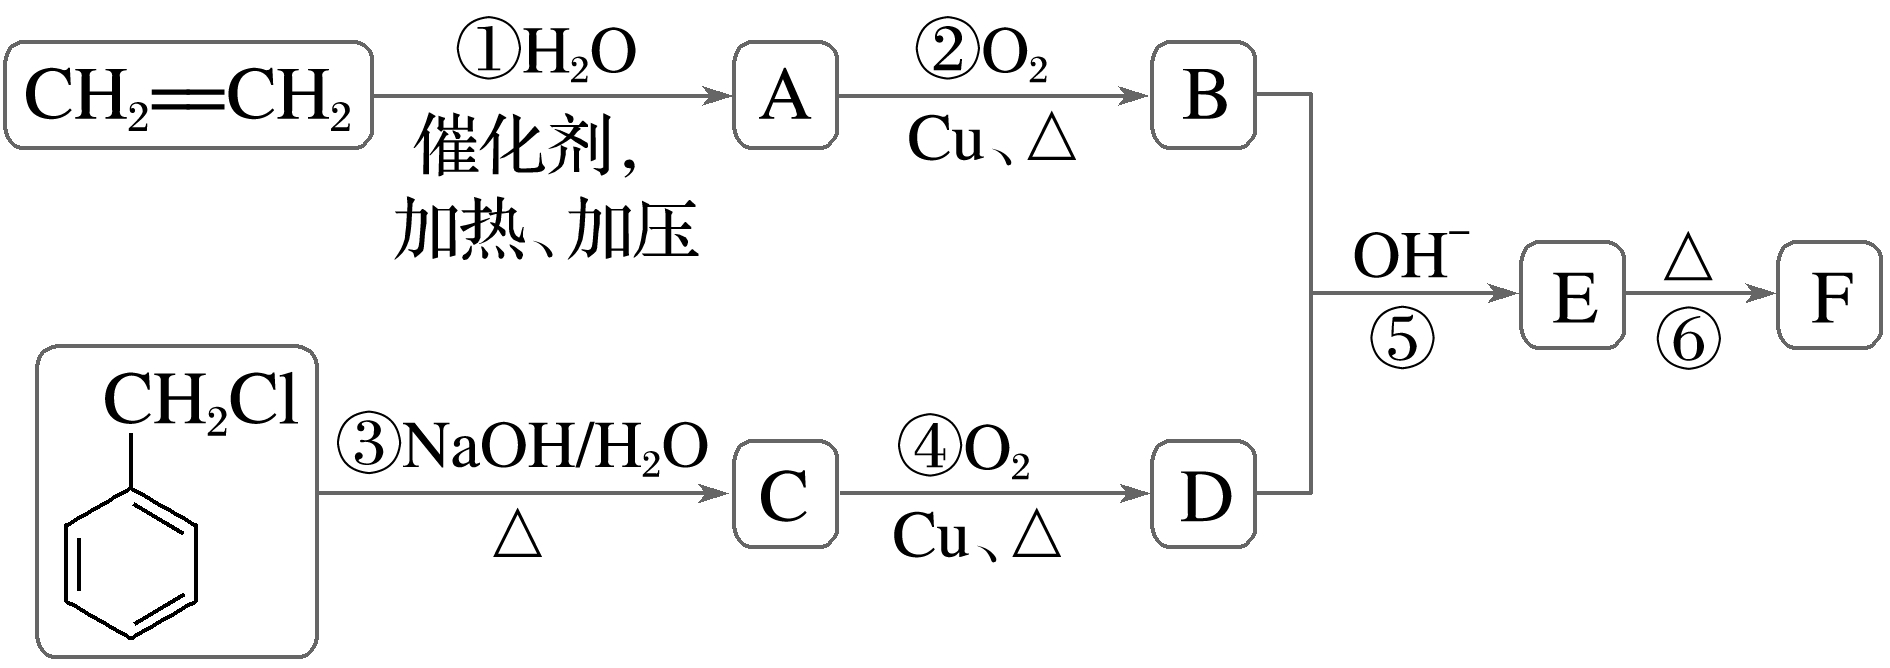 CH₂═CH₂
①H₂O
催化剂，
加热、加压
A
②O₂
Cu、△
B
CH₂Cl
③NaOH/H₂O
△
C
④O₂
Cu、△
D
OH⁻
⑤
E
△
⑥
F